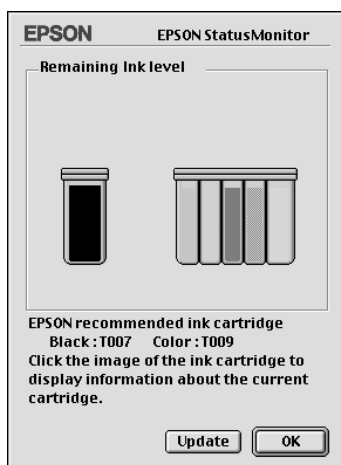 EPSON EPSON StatusMonitor
Remaining Ink level
EPSON recommended ink cartridge
Black : T007 Color : T009
Click the image of the ink cartridge to
display information about the current
cartridge.
Update OK